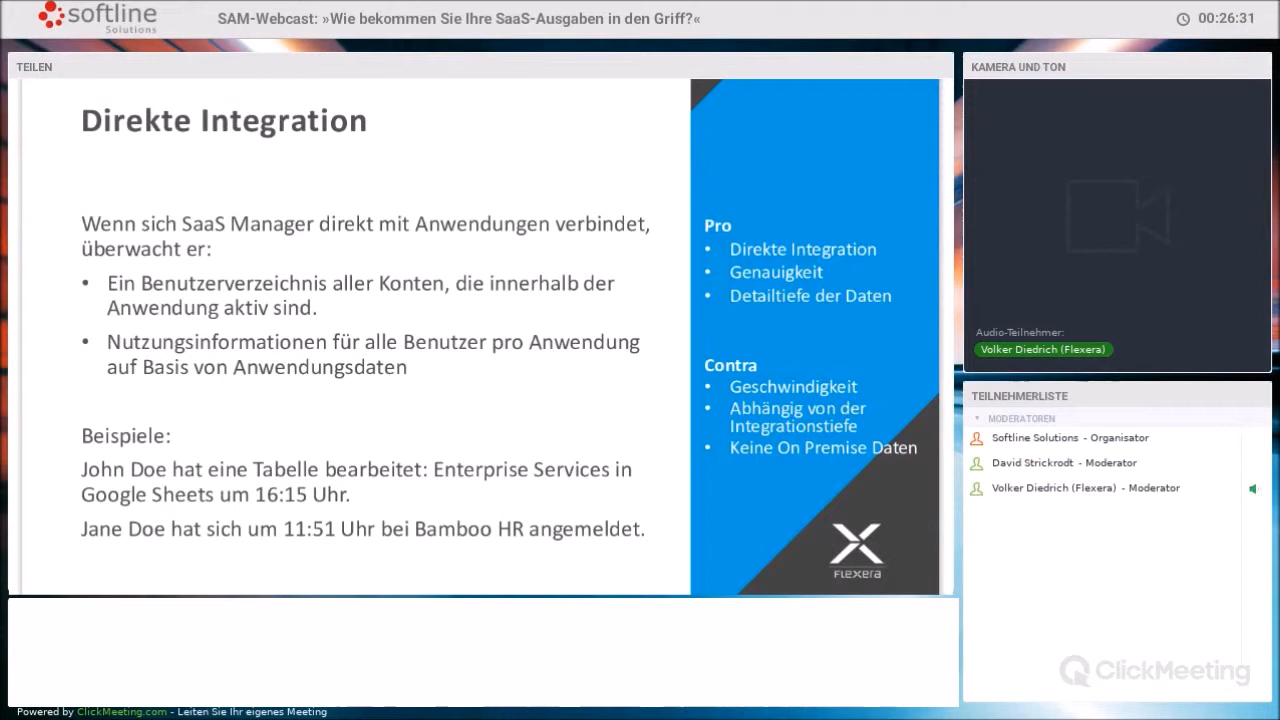 softline
Solutions
SAM-Webcast: »Wie bekommen Sie Ihre SaaS-Ausgaben in den Griff?«
00:26:31
TEILEN
Direkte Integration
Wenn sich SaaS Manager direkt mit Anwendungen verbindet,
überwacht er:
• Ein Benutzerverzeichnis aller Konten, die innerhalb der
Anwendung aktiv sind.
• Nutzungsinformationen für alle Benutzer pro Anwendung
auf Basis von Anwendungsdaten
Beispiele:
John Doe hat eine Tabelle bearbeitet: Enterprise Services in
Google Sheets um 16:15 Uhr.
Jane Doe hat sich um 11:51 Uhr bei Bamboo HR angemeldet.
Pro
• Direkte Integration
• Genauigkeit
• Detailtiefe der Daten
Contra
• Geschwindigkeit
• Abhängig von der
Integrationstiefe
• Keine On Premise Daten
FLEXERA
KAMERA UND TON
Audio-Teilnehmer:
Volker Diedrich (Flexera)
TEILNEHMERLISTE
MODERATOREN
Softline Solutions - Organisator
David Strickrodt - Moderator
Volker Diedrich (Flexera) - Moderator
ClickMeeting
Powered by ClickMeeting.com - Leiten Sie Ihr eigenes Meeting